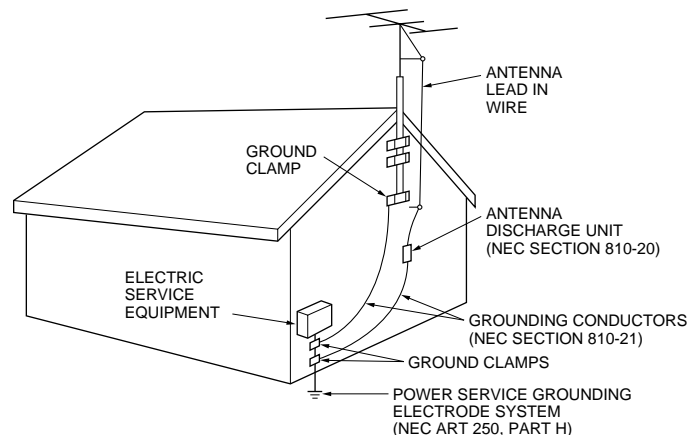 ANTENNA
LEAD IN
WIRE
GROUND
CLAMP
ANTENNA
DISCHARGE UNIT
(NEC SECTION 810-20)
ELECTRIC
SERVICE
EQUIPMENT
GROUNDING CONDUCTORS
(NEC SECTION 810-21)
GROUND CLAMPS
POWER SERVICE GROUNDING
ELECTRODE SYSTEM
(NEC ART 250, PART H)